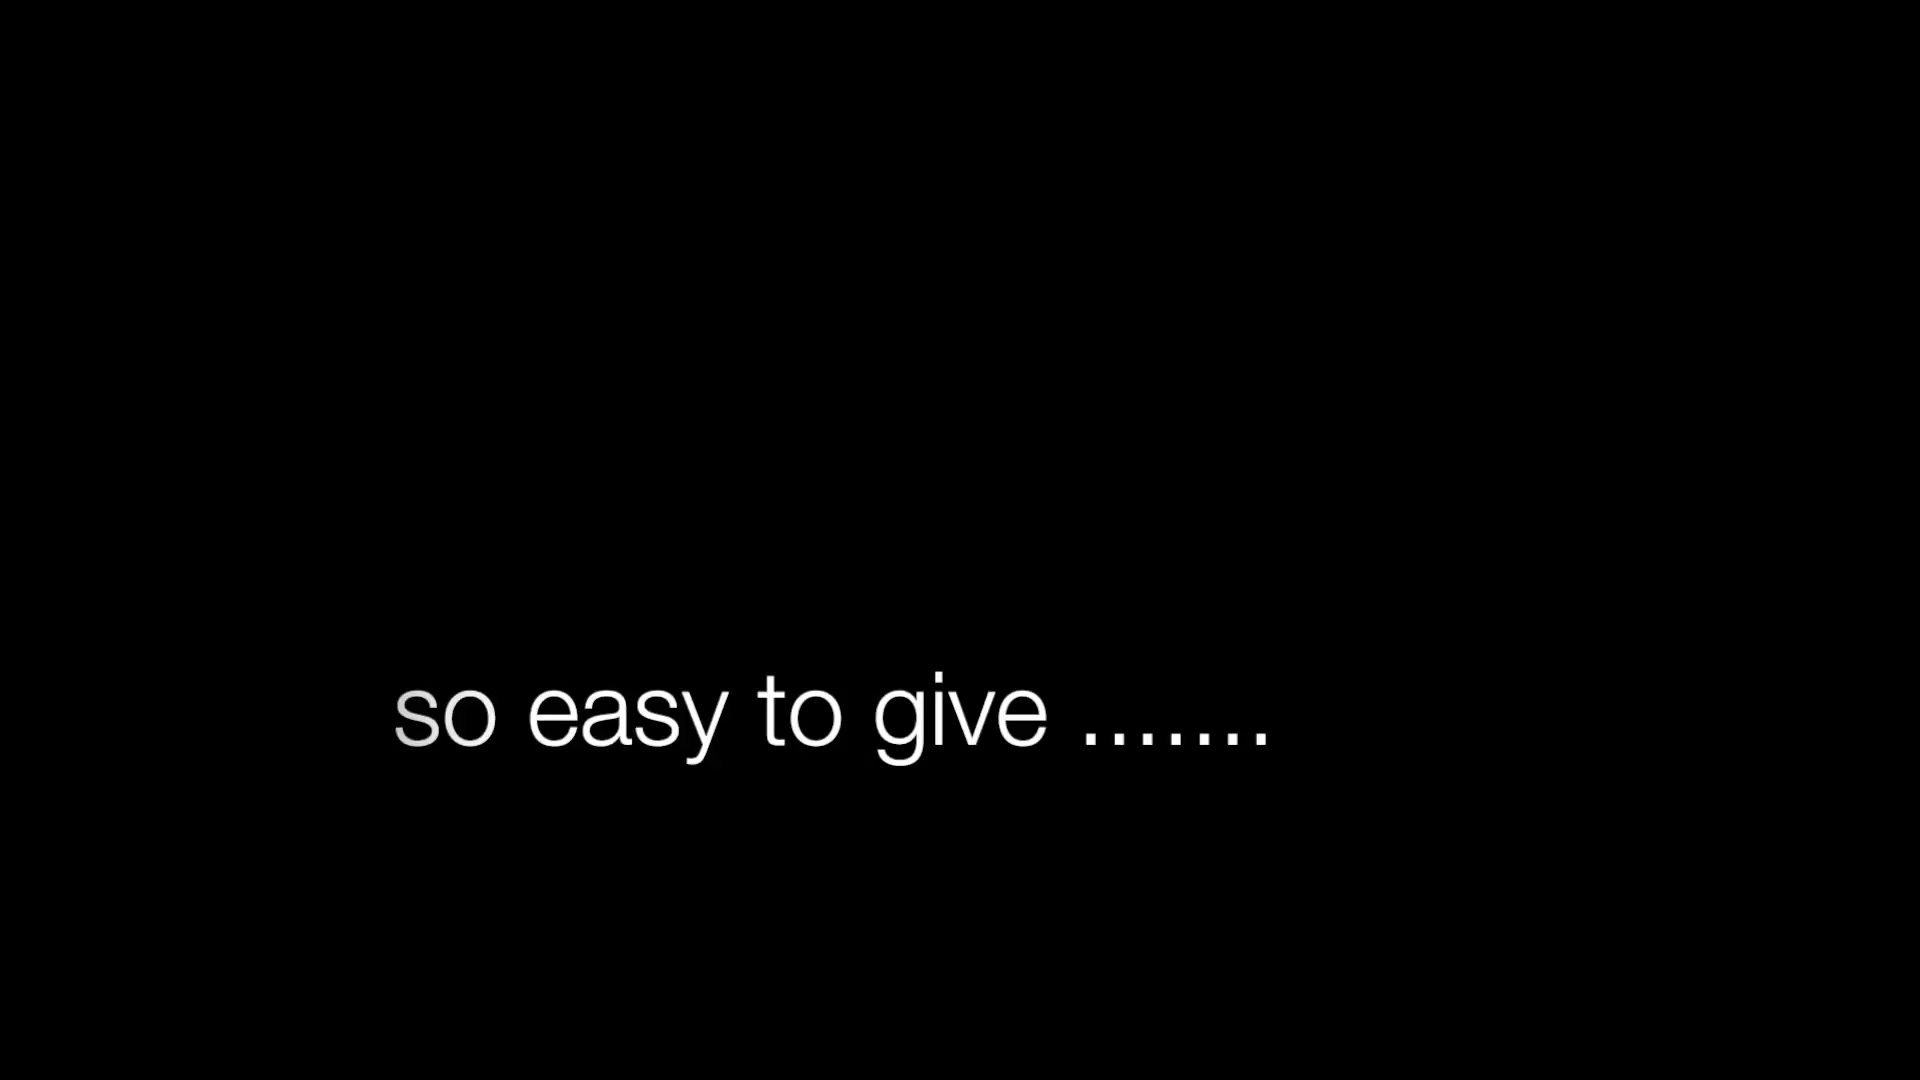 so easy to give .......